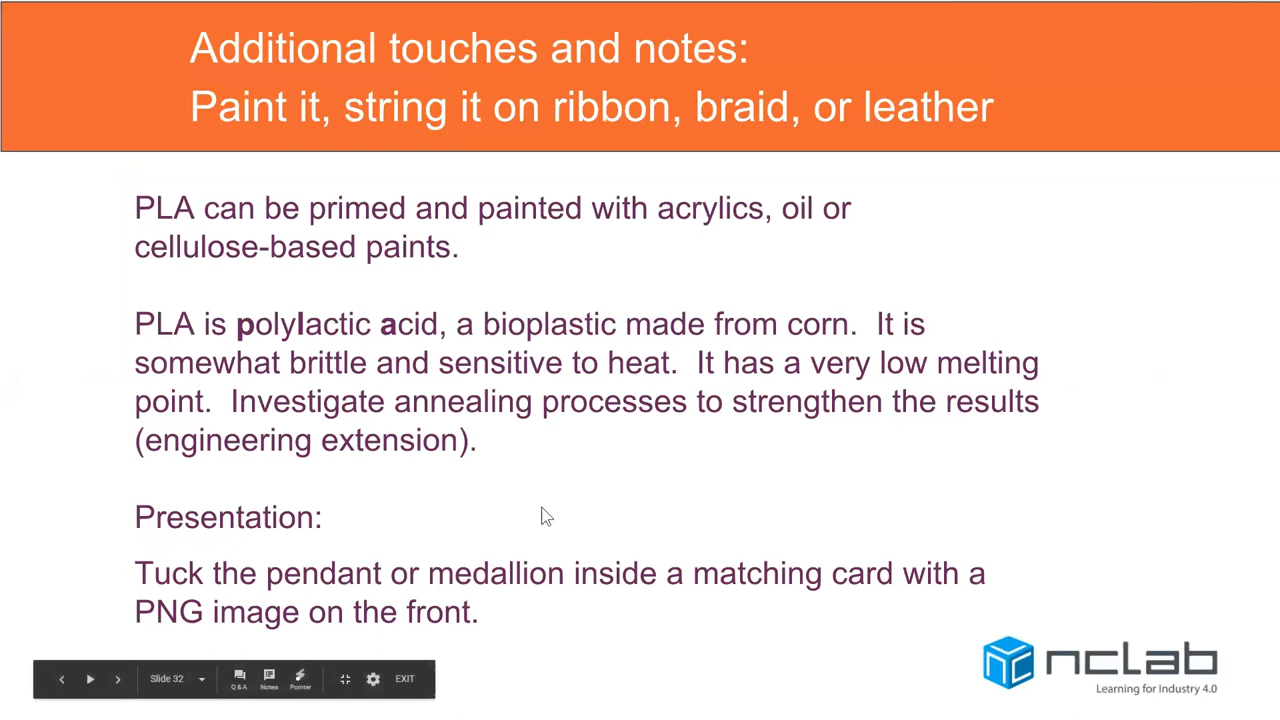 Additional touches and notes:
Paint it, string it on ribbon, braid, or leather
PLA can be primed and painted with acrylics, oil or
cellulose-based paints.
PLA is polylactic acid, a bioplastic made from corn.  It is
somewhat brittle and sensitive to heat.  It has a very low melting
point.  Investigate annealing processes to strengthen the results
(engineering extension).
Presentation:
Tuck the pendant or medallion inside a matching card with a
PNG image on the front.
Slide 32
Q & A Notes Pointer
EXIT
nclab
Learning for Industry 4.0